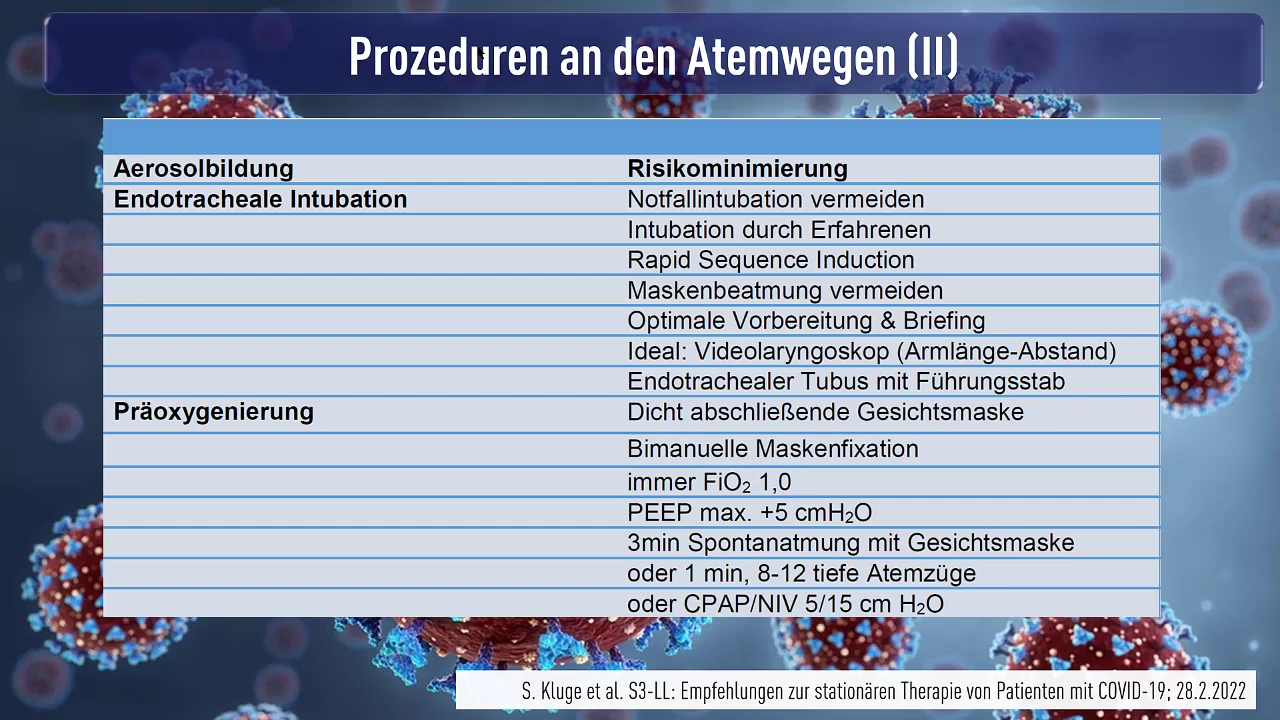 Prozeduren an den Atemwegen (II)
Aerosolbildung Risikominimierung
Endotracheale Intubation Notfallintubation vermeiden
Intubation durch Erfahrenen
Rapid Sequence Induction
Maskenbeatmung vermeiden
Optimale Vorbereitung & Briefing
Ideal: Videolaryngoskop (Armlänge-Abstand)
Endotrachealer Tubus mit Führungsstab
Präoxygenierung Dicht abschließende Gesichtsmaske
Bimanuelle Maskenfixation
immer FiO₂ 1,0
PEEP max. +5 cmH₂O
3min Spontanatmung mit Gesichtsmaske
oder 1 min, 8-12 tiefe Atemzüge
oder CPAP/NIV 5/15 cm H₂O
S. Kluge et al. S3-LL: Empfehlungen zur stationären Therapie von Patienten mit COVID-19; 28.2.2022